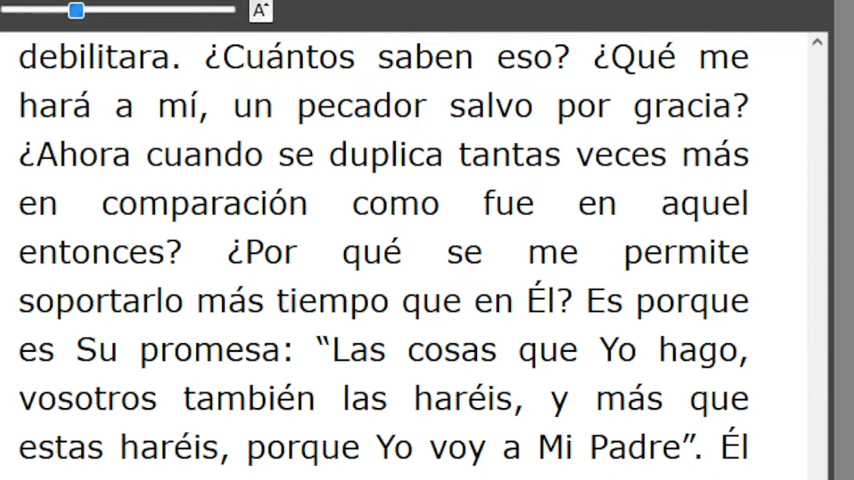 A
debilitara. ¿Cuántos saben eso? ¿Qué me
hará a mí, un pecador salvo por gracia?
¿Ahora cuando se duplica tantas veces más
en comparación como fue en aquel
entonces? ¿Por qué se me permite
soportarlo más tiempo que en Él? Es porque
es Su promesa: “Las cosas que Yo hago,
vosotros también las haréis, y más que
estas haréis, porque Yo voy a Mi Padre”. Él